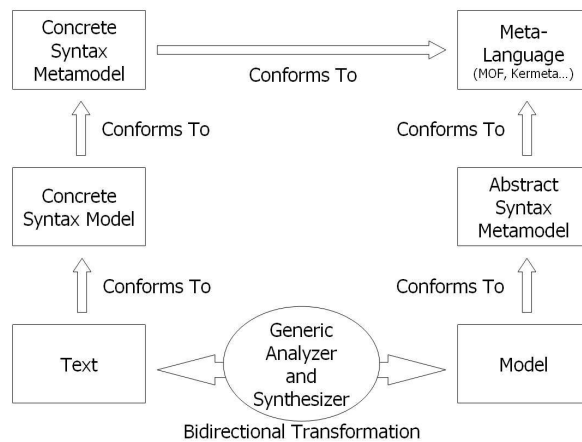 Concrete
Syntax
Metamodel
Conforms To
Meta-
Language
(MOF, Kermeta...)
Conforms To
Conforms To
Concrete
Syntax Model
Abstract
Syntax
Metamodel
Conforms To
Conforms To
Text
Generic
Analyzer
and
Synthesizer
Model
Bidirectional Transformation